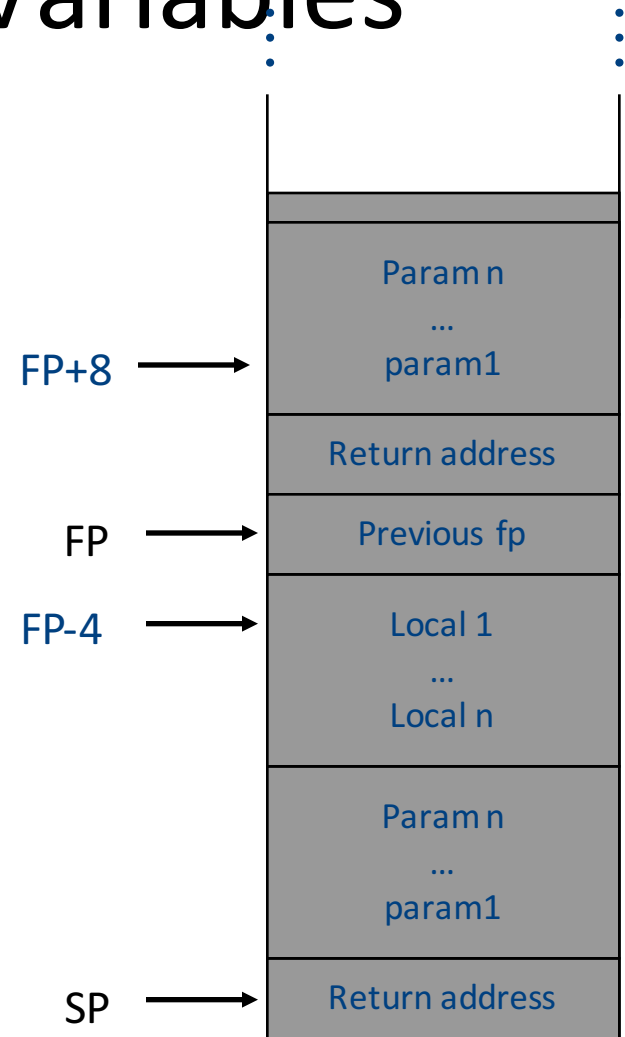 variables
Param n
...
FP+8
param1
Return address
FP
Previous fp
FP-4
Local 1
...
Local n
Param n
...
param1
SP
Return address